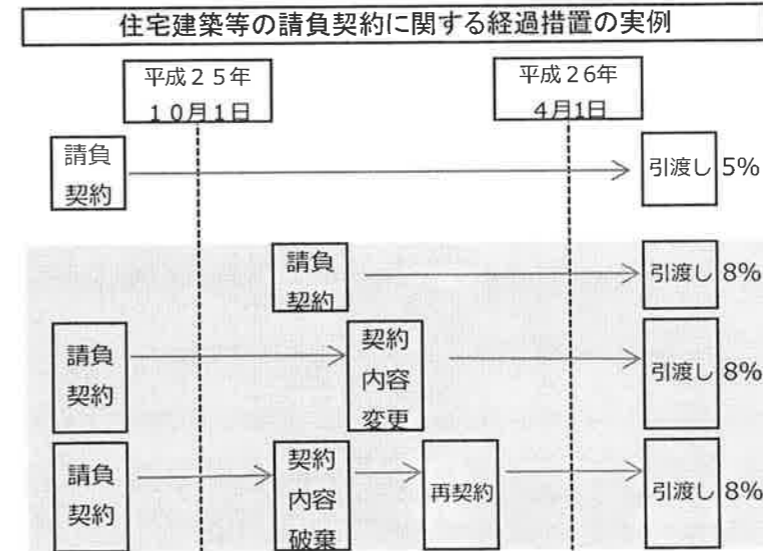 住宅建築等の請負契約に関する経過措置の実例
平成25年
10月1日
平成26年
4月1日
請負
契約
引渡し 5%
請負
契約
引渡し 8%
請負
契約
契約
内容
変更
引渡し 8%
請負
契約
契約
内容
破棄
再契約
引渡し 8%